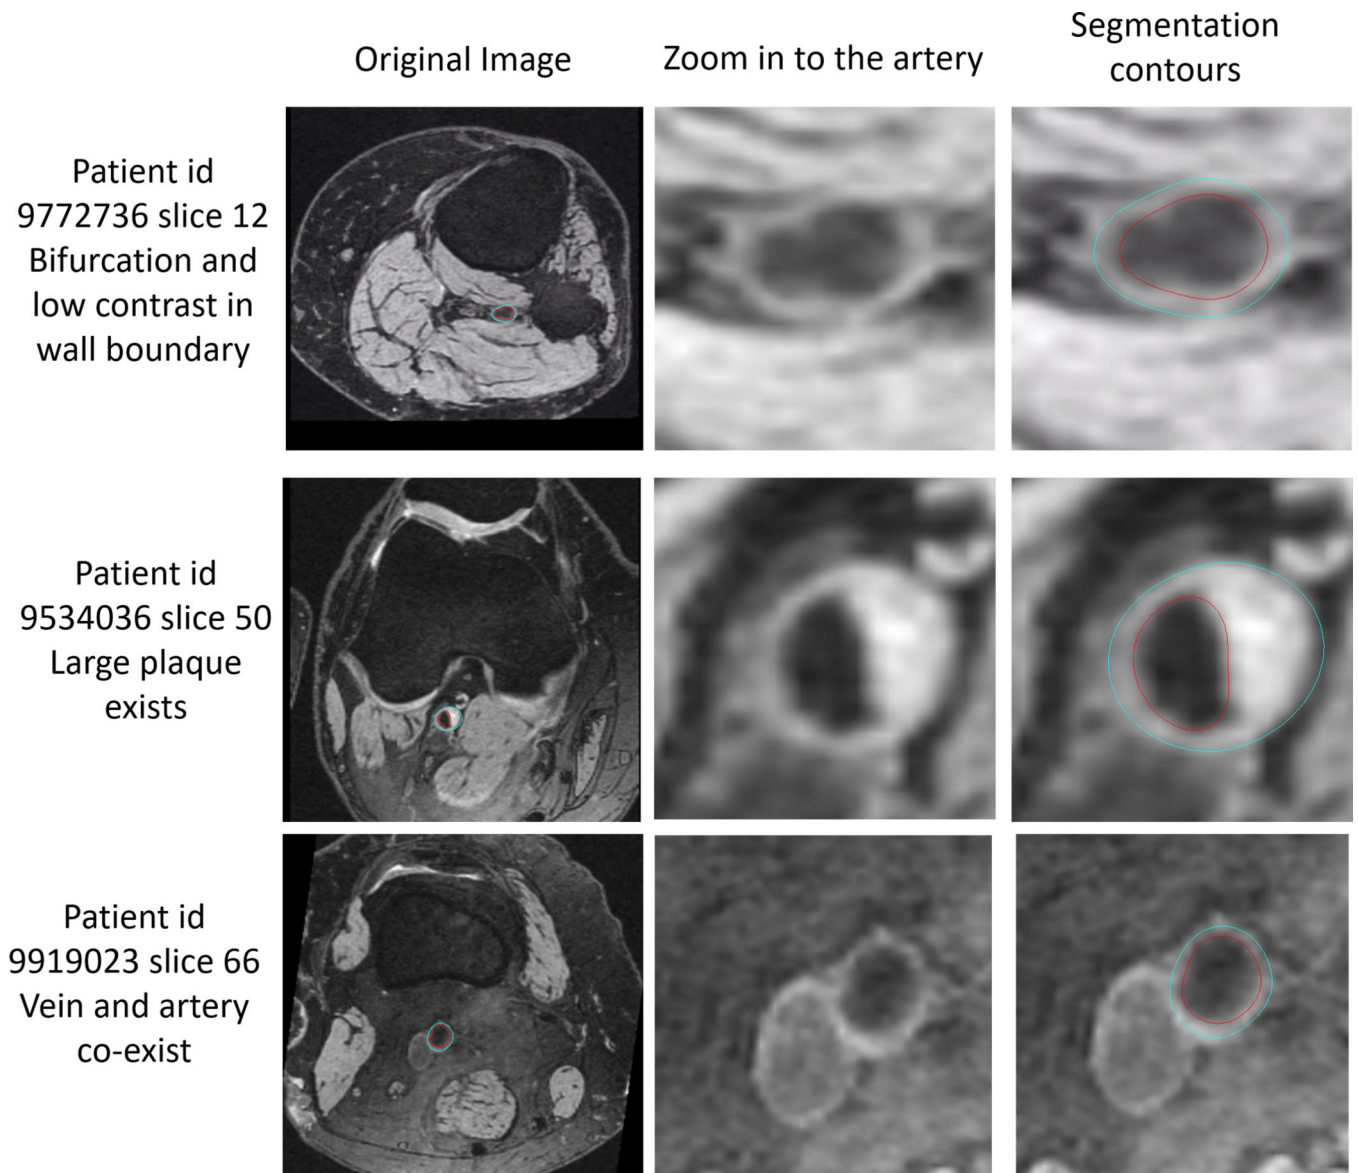 Original Image
Zoom in to the artery
Segmentation
contours
Patient id
9772736 slice 12
Bifurcation and
low contrast in
wall boundary
Patient id
9534036 slice 50
Large plaque
exists
Patient id
9919023 slice 66
Vein and artery
co-exist